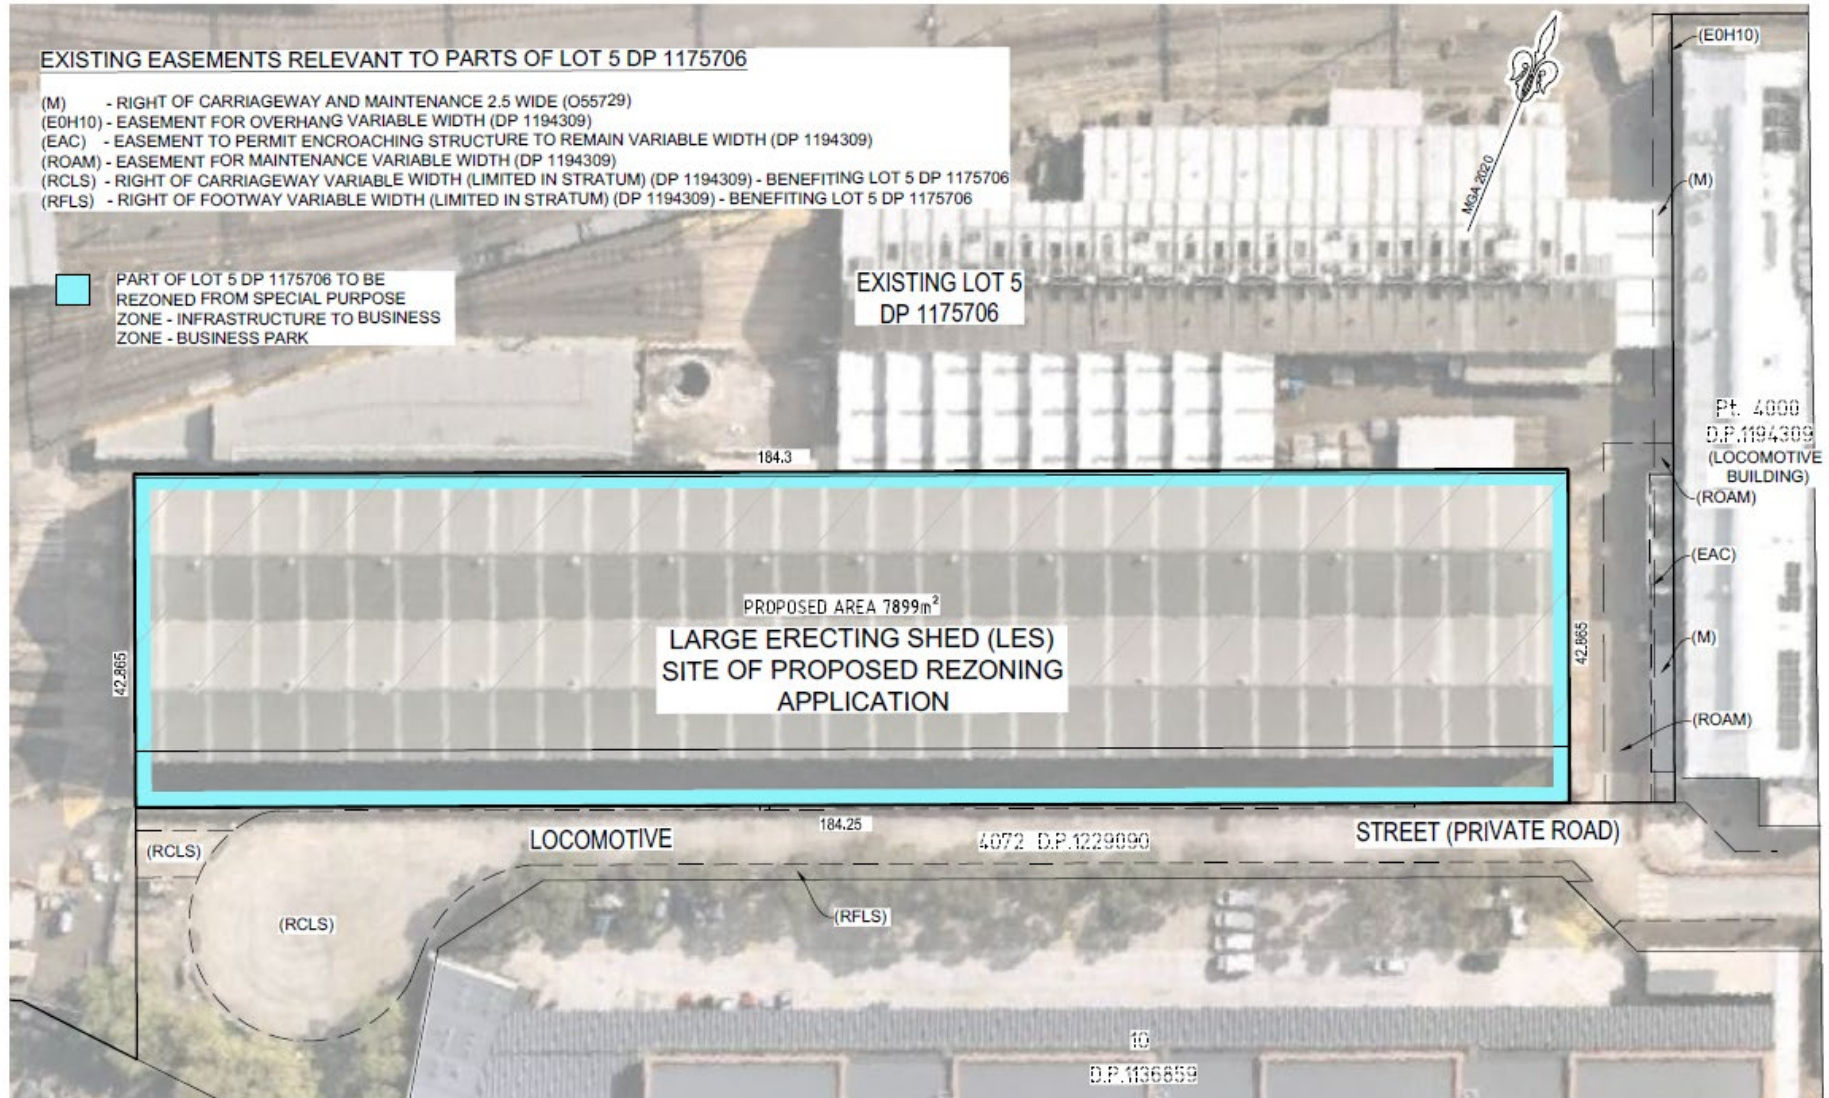 EXISTING EASEMENTS RELEVANT TO PARTS OF LOT 5 DP 1175706
(M) - RIGHT OF CARRIAGEWAY AND MAINTENANCE 2.5 WIDE (O55729)
(E0H10) - EASEMENT FOR OVERHANG VARIABLE WIDTH (DP 1194309)
(EAC) - EASEMENT TO PERMIT ENCROACHING STRUCTURE TO REMAIN VARIABLE WIDTH (DP 1194309)
(ROAM) - EASEMENT FOR MAINTENANCE VARIABLE WIDTH (DP 1194309)
(RCLS) - RIGHT OF CARRIAGEWAY VARIABLE WIDTH (LIMITED IN STRATUM) (DP 1194309) - BENEFITING LOT 5 DP 1175706
(RFLS) - RIGHT OF FOOTWAY VARIABLE WIDTH (LIMITED IN STRATUM) (DP 1194309) - BENEFITING LOT 5 DP 1175706
PART OF LOT 5 DP 1175706 TO BE
REZONED FROM SPECIAL PURPOSE
ZONE - INFRASTRUCTURE TO BUSINESS
ZONE - BUSINESS PARK
EXISTING LOT 5
DP 1175706
MGA 2020
(E0H10)
(M)
Pt. 4000
D.P.1194309
(LOCOMOTIVE
BUILDING)
(ROAM)
(EAC)
(M)
(ROAM)
184.3
42.865
PROPOSED AREA 7899m²
LARGE ERECTING SHED (LES)
SITE OF PROPOSED REZONING
APPLICATION
42.865
184.25
LOCOMOTIVE
4072 D.P.1229090
STREET (PRIVATE ROAD)
(RCLS)
(RCLS)
(RFLS)
10
D.P.1136859